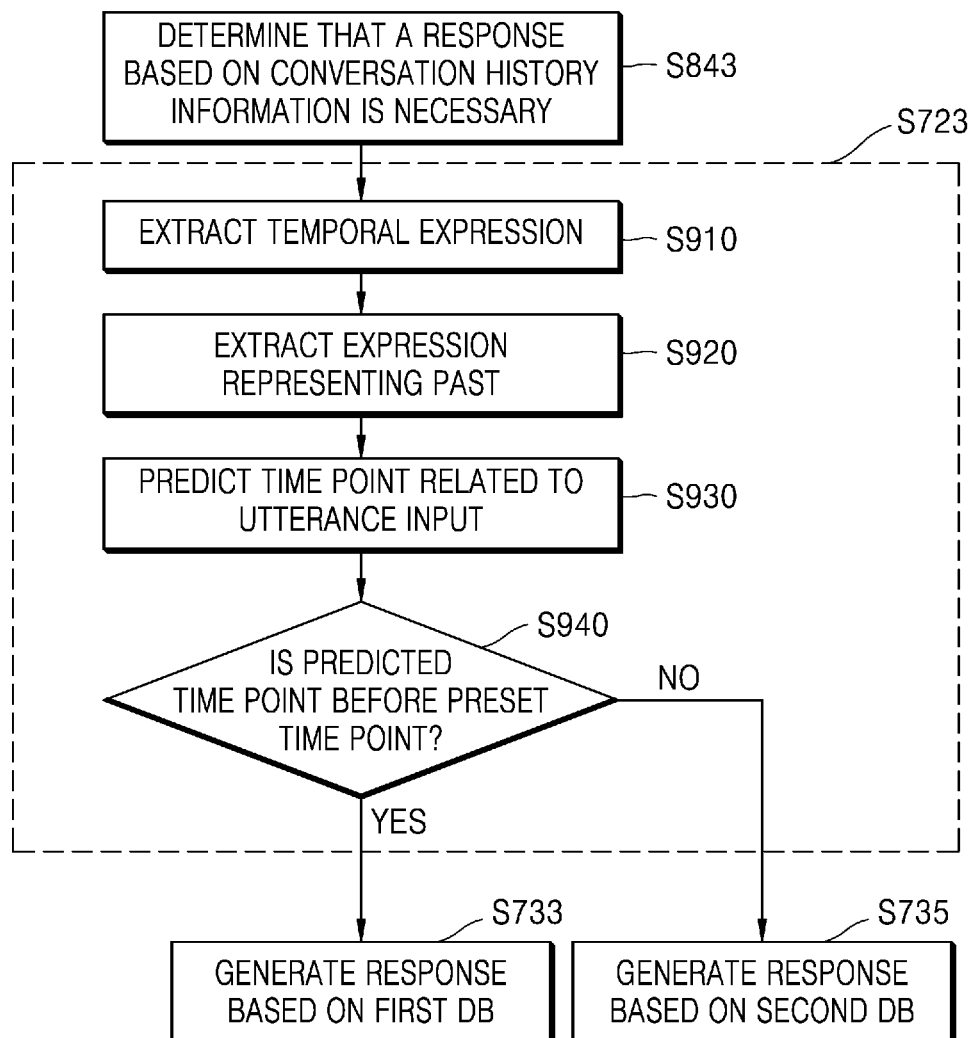 DETERMINE THAT A RESPONSE
BASED ON CONVERSATION HISTORY
INFORMATION IS NECESSARY
S843
S723
EXTRACT TEMPORAL EXPRESSION
S910
EXTRACT EXPRESSION
REPRESENTING PAST
S920
PREDICT TIME POINT RELATED TO
UTTERANCE INPUT
S930
S940
IS PREDICTED
TIME POINT BEFORE PRESET
TIME POINT?
NO
YES
S733
S735
GENERATE RESPONSE
BASED ON FIRST DB
GENERATE RESPONSE
BASED ON SECOND DB